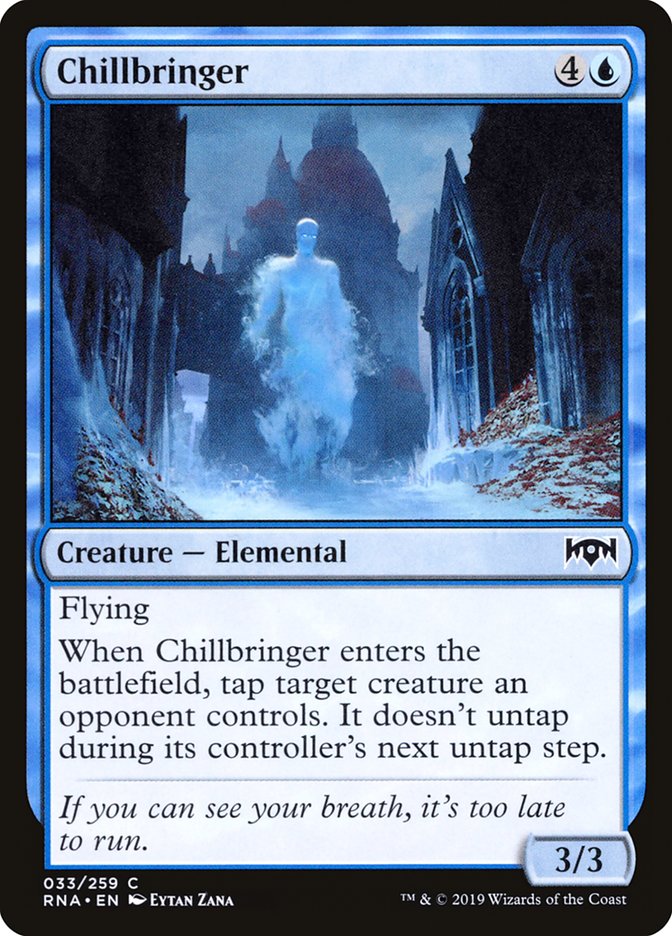 Chillbringer 4
Creature — Elemental
Flying
When Chillbringer enters the
battlefield, tap target creature an
opponent controls. It doesn't untap
during its controller's next untap step.
If you can see your breath, it's too late
to run.
3/3
033/259 C
RNA • EN Eytan Zana ™ & © 2019 Wizards of the Coast